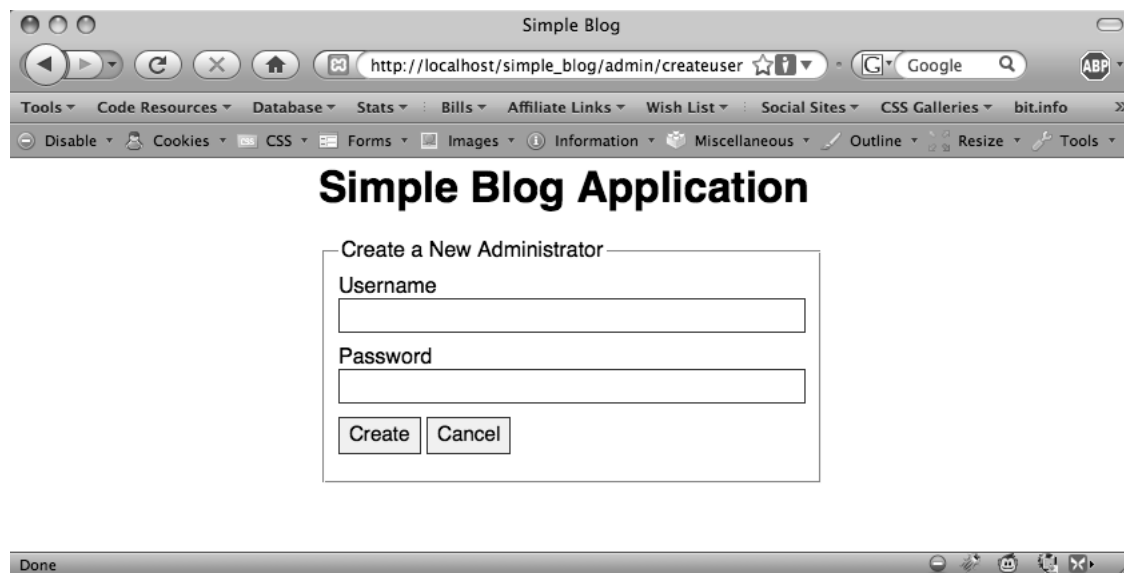 Simple Blog
http://localhost/simple_blog/admin/createuser G Google ABP
Tools Code Resources Database Stats Bills Affiliate Links Wish List Social Sites CSS Galleries bit.info »
Disable Cookies CSS CSS Forms Images Information Miscellaneous Outline Resize Tools
Simple Blog Application
Create a New Administrator
Username
Password
Create Cancel
Done